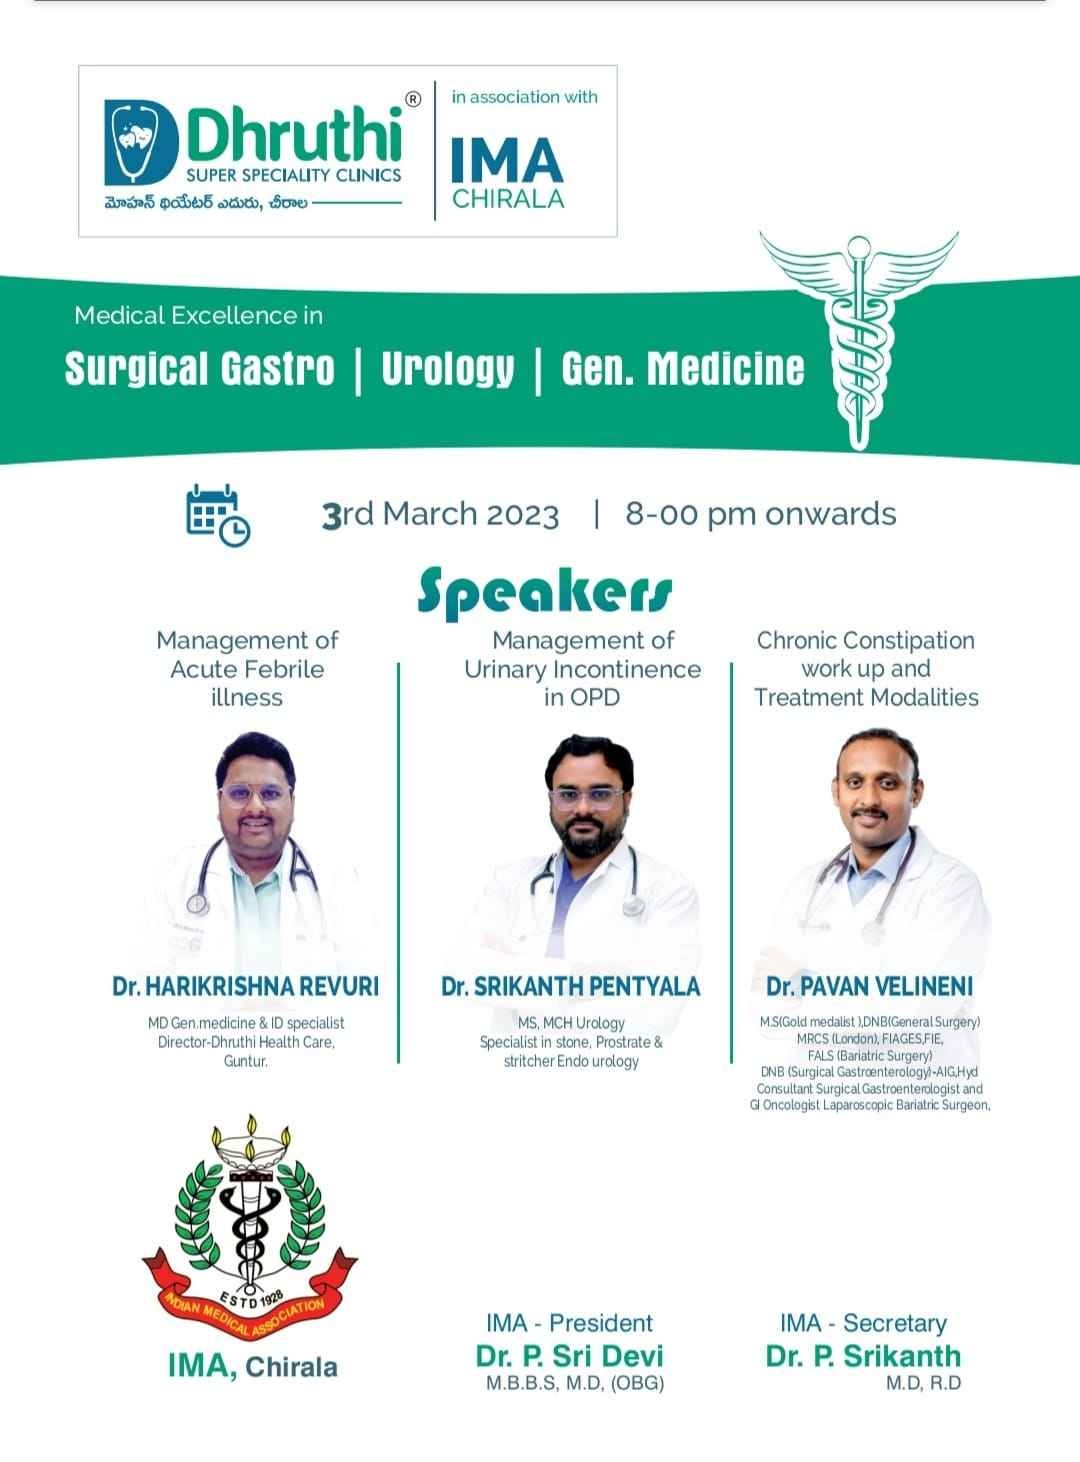 Dhruthi®
SUPER SPECIALITY CLINICS
మోహన్ థియేటర్ ఎదురు, చీరాల
in association with
IMA
CHIRALA
Medical Excellence in
Surgical Gastro | Urology | Gen. Medicine
3rd March 2023 | 8-00 pm onwards
Speakers
Management of
Acute Febrile
illness
Dr. HARIKRISHNA REVURI
MD Gen.medicine & ID specialist
Director-Dhruthi Health Care,
Guntur.
Management of
Urinary Incontinence
in OPD
Dr. SRIKANTH PENTYALA
MS, MCH Urology
Specialist in stone, Prostrate &
stritcher Endo urology
Chronic Constipation
work up and
Treatment Modalities
Dr. PAVAN VELINENI
M.S(Gold medalist ),DNB(General Surgery)
MRCS (London), FIAGES,FIE,
FALS (Bariatric Surgery)
DNB (Surgical Gastroenterology)-AIG,Hyd
Consultant Surgical Gastroenterologist and
GI Oncologist Laparoscopic Bariatric Surgeon,
ESTD 1928
INDIAN MEDICAL ASSOCIATION
IMA, Chirala
IMA - President
Dr. P. Sri Devi
M.B.B.S, M.D, (OBG)
IMA - Secretary
Dr. P. Srikanth
M.D, R.D